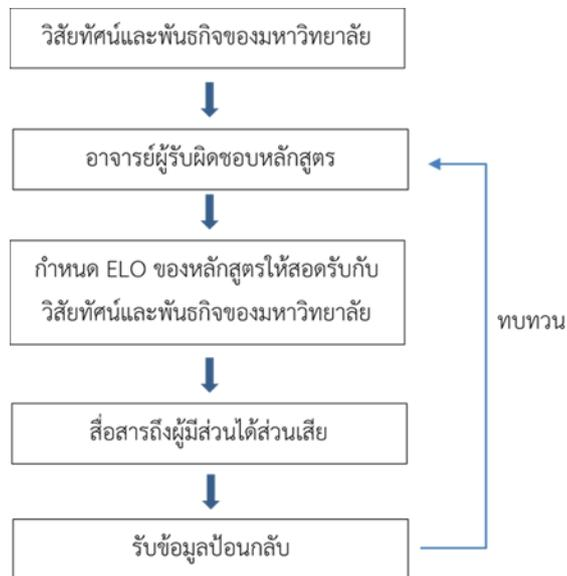 วิสัยทัศน์และพันธกิจของมหาวิทยาลัย
อาจารย์ผู้รับผิดชอบหลักสูตร
กำหนด ELO ของหลักสูตรให้สอดรับกับ
วิสัยทัศน์และพันธกิจของมหาวิทยาลัย
ทบทวน
สื่อสารถึงผู้มีส่วนได้ส่วนเสีย
รับข้อมูลป้อนกลับ